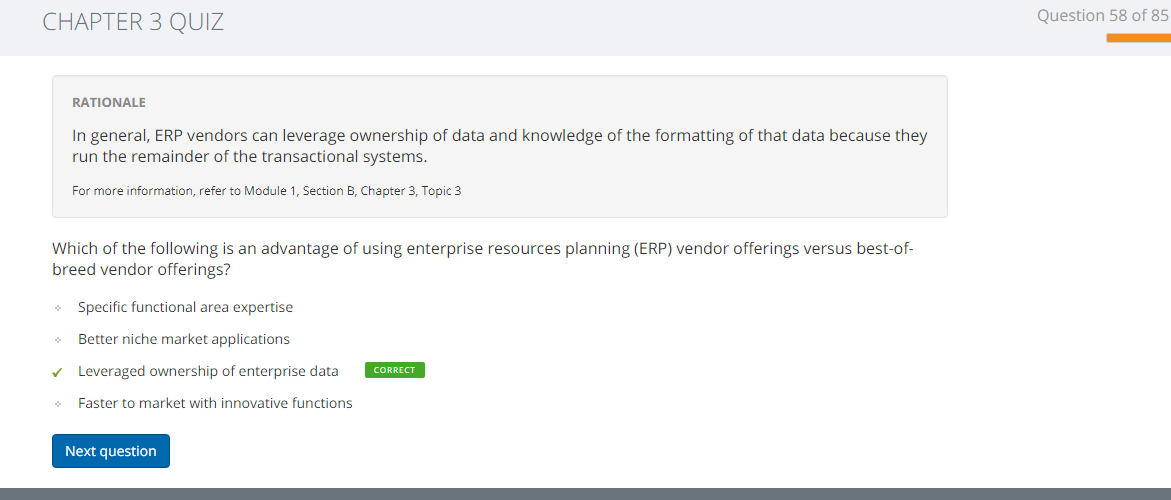 CHAPTER 3 QUIZ
Question 58 of 85
RATIONALE
In general, ERP vendors can leverage ownership of data and knowledge of the formatting of that data because they
run the remainder of the transactional systems.
For more information, refer to Module 1, Section B, Chapter 3, Topic 3
Which of the following is an advantage of using enterprise resources planning (ERP) vendor offerings versus best-of-
breed vendor offerings?
Specific functional area expertise
Better niche market applications
Leveraged ownership of enterprise data CORRECT
Faster to market with innovative functions
Next question